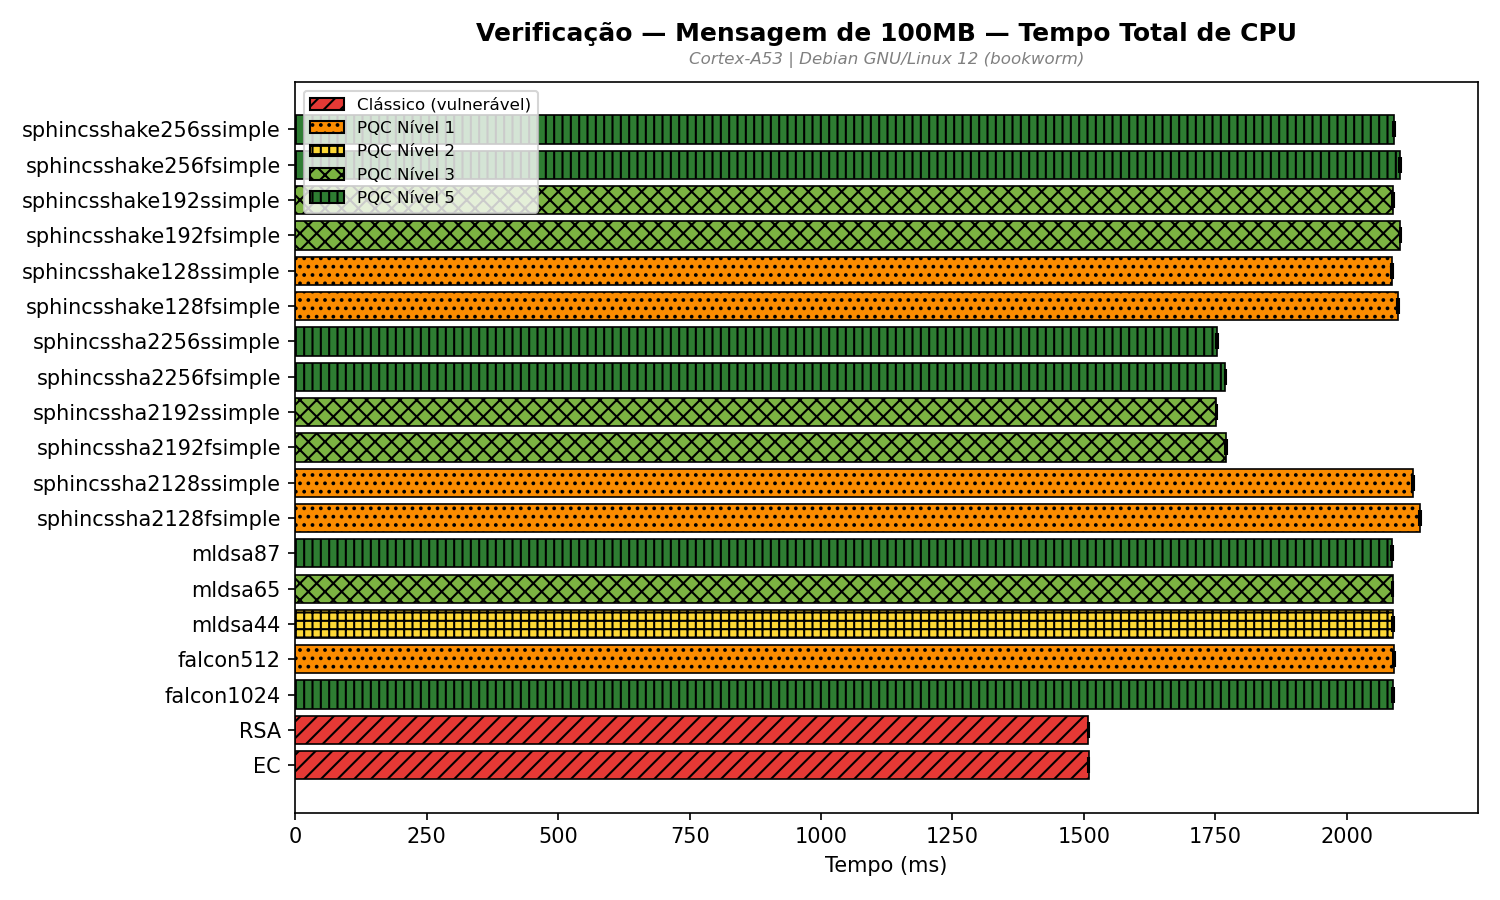 Verificação — Mensagem de 100MB — Tempo Total de CPU
Cortex-A53 | Debian GNU/Linux 12 (bookworm)
Clássico (vulnerável)
PQC Nível 1
PQC Nível 2
PQC Nível 3
PQC Nível 5
sphincsshake256ssimple
sphincsshake256fsimple
sphincsshake192ssimple
sphincsshake192fsimple
sphincsshake128ssimple
sphincsshake128fsimple
sphincssha2256ssimple
sphincssha2256fsimple
sphincssha2192ssimple
sphincssha2192fsimple
sphincssha2128ssimple
sphincssha2128fsimple
mldsa87
mldsa65
mldsa44
falcon512
falcon1024
RSA
EC
0 250 500 750 1000 1250 1500 1750 2000
Tempo (ms)